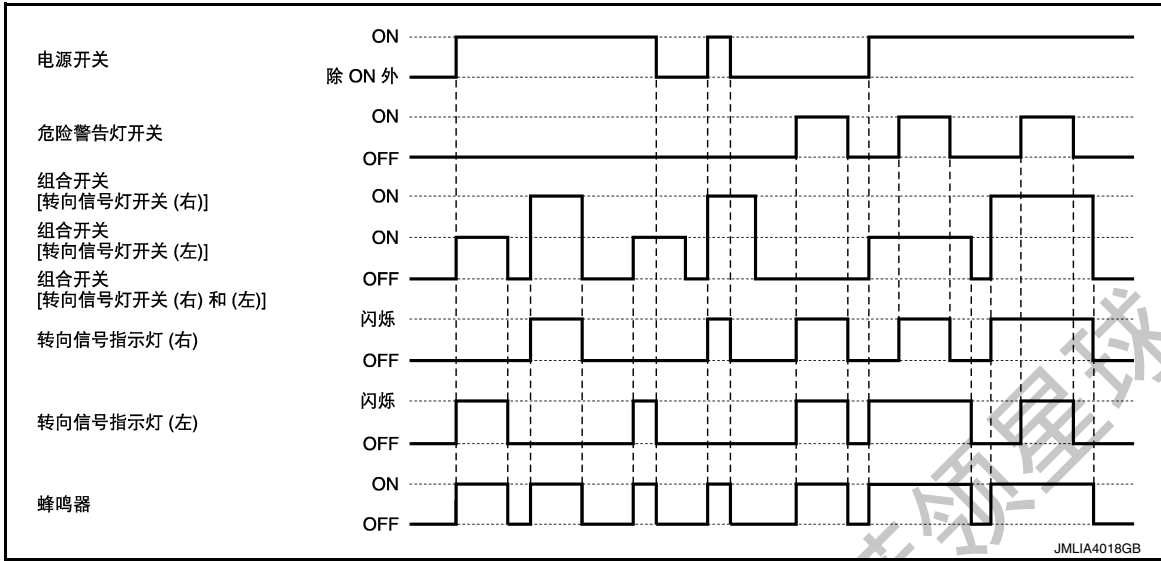 电源开关
ON
除 ON 外
危险警告灯开关
ON
OFF
组合开关
[转向信号灯开关 (右)]
ON
组合开关
[转向信号灯开关 (左)]
ON
组合开关
[转向信号灯开关 (右) 和 (左)]
OFF
转向信号指示灯 (右)
闪烁
OFF
转向信号指示灯 (左)
闪烁
OFF
蜂鸣器
ON
OFF
JMLIA4018GB
领星球